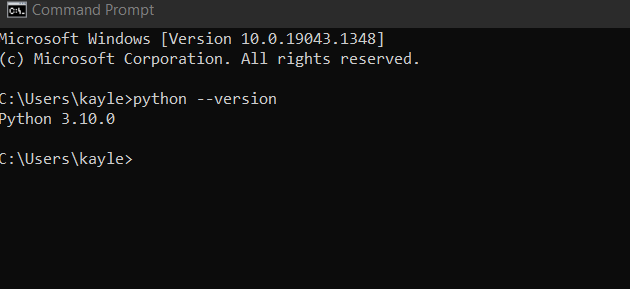 Command Prompt
Microsoft Windows [Version 10.0.19043.1348]
(c) Microsoft Corporation. All rights reserved.
C:\Users\kayle>python --version
Python 3.10.0
C:\Users\kayle>